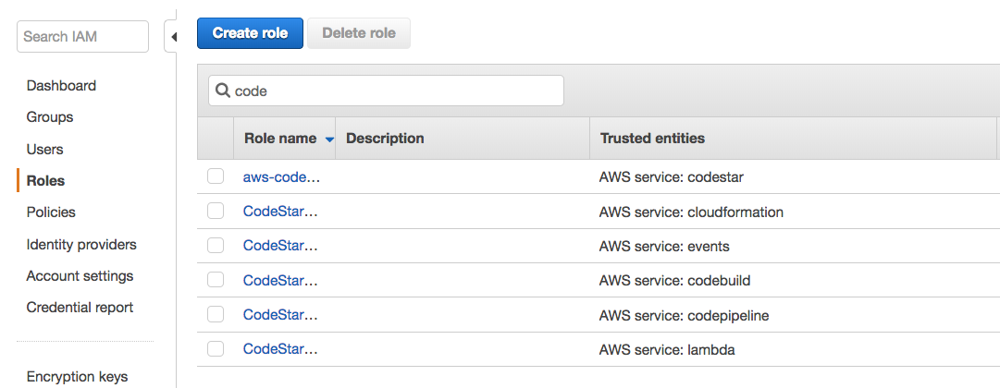 Search IAM
Create role
Delete role
Dashboard
Groups
Users
Roles
Policies
Identity providers
Account settings
Credential report
Encryption keys
code
Role name Description Trusted entities
aws-code… AWS service: codestar
CodeStar… AWS service: cloudformation
CodeStar… AWS service: events
CodeStar… AWS service: codebuild
CodeStar… AWS service: codepipeline
CodeStar… AWS service: lambda